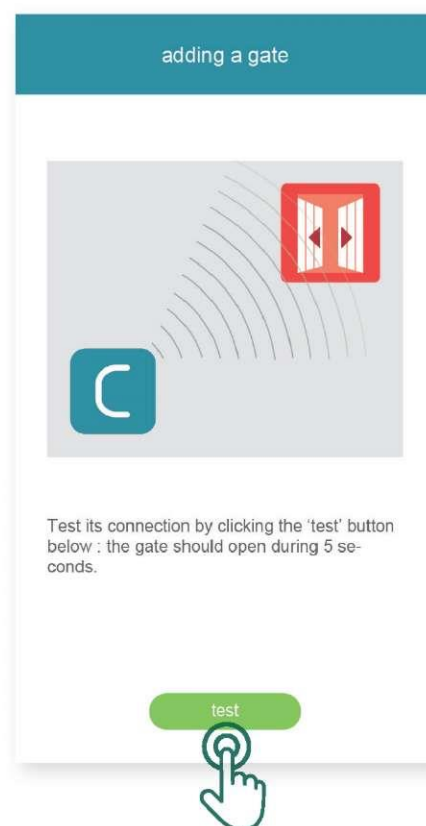 adding a gate
Test its connection by clicking the ‘test’ button
below : the gate should open during 5 se-
conds.
test